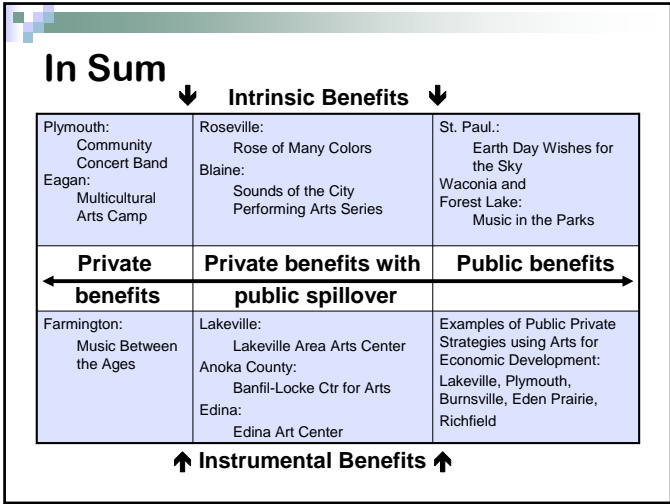 In Sum
🡻 Intrinsic Benefits 🡻
Plymouth:
Community
Concert Band
Eagan:
Multicultural
Arts Camp
Roseville:
Rose of Many Colors
Blaine:
Sounds of the City
Performing Arts Series
St. Paul.:
Earth Day Wishes for
the Sky
Waconia and
Forest Lake:
Music in the Parks
Private
benefits
Private benefits with
public spillover
Public benefits
Farmington:
Music Between
the Ages
Lakeville:
Lakeville Area Arts Center
Anoka County:
Banfil-Locke Ctr for Arts
Edina:
Edina Art Center
Examples of Public Private
Strategies using Arts for
Economic Development:
Lakeville, Plymouth,
Burnsville, Eden Prairie,
Richfield
🡹 Instrumental Benefits 🡹